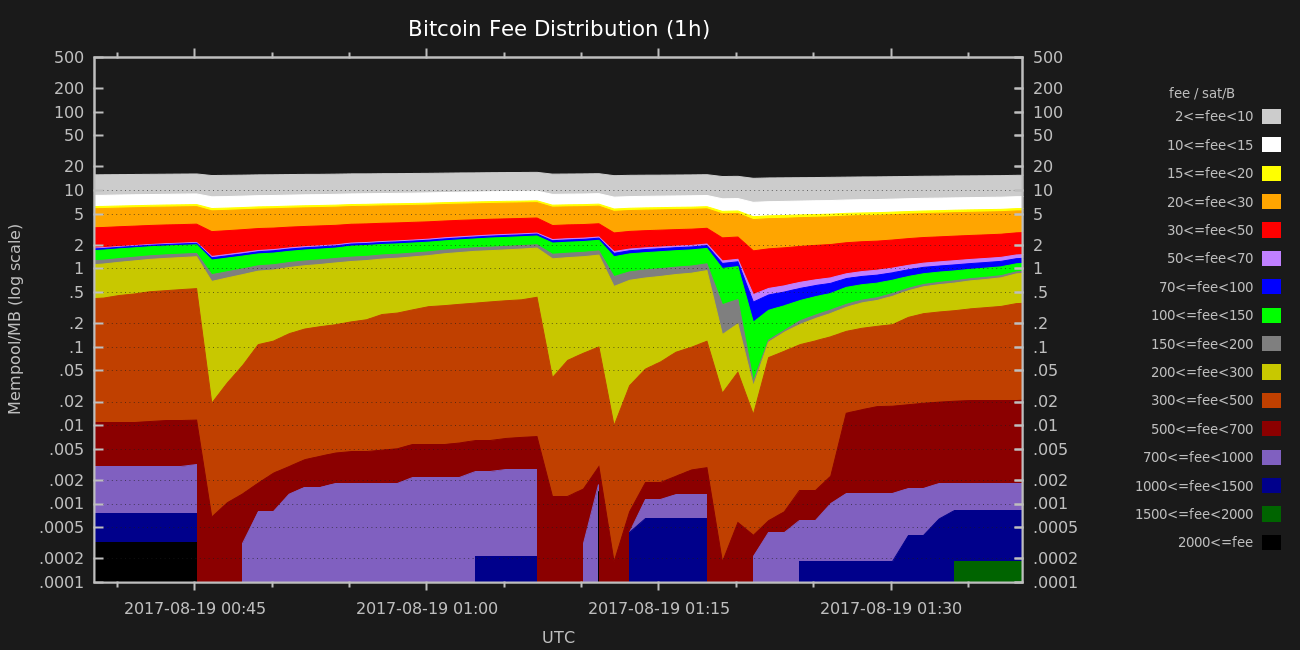 Bitcoin Fee Distribution (1h)
500
200
100
50
20
10
5
2
1
.5
.2
.1
.05
.02
.01
.005
.002
.001
.0005
.0002
.0001
Mempool/MB (log scale)
500
200
100
50
20
10
5
2
1
.5
.2
.1
.05
.02
.01
.005
.002
.001
.0005
.0002
.0001
2017-08-19 00:45
2017-08-19 01:00
2017-08-19 01:15
2017-08-19 01:30
UTC
fee / sat/B
2<=fee<10
10<=fee<15
15<=fee<20
20<=fee<30
30<=fee<50
50<=fee<70
70<=fee<100
100<=fee<150
150<=fee<200
200<=fee<300
300<=fee<500
500<=fee<700
700<=fee<1000
1000<=fee<1500
1500<=fee<2000
2000<=fee